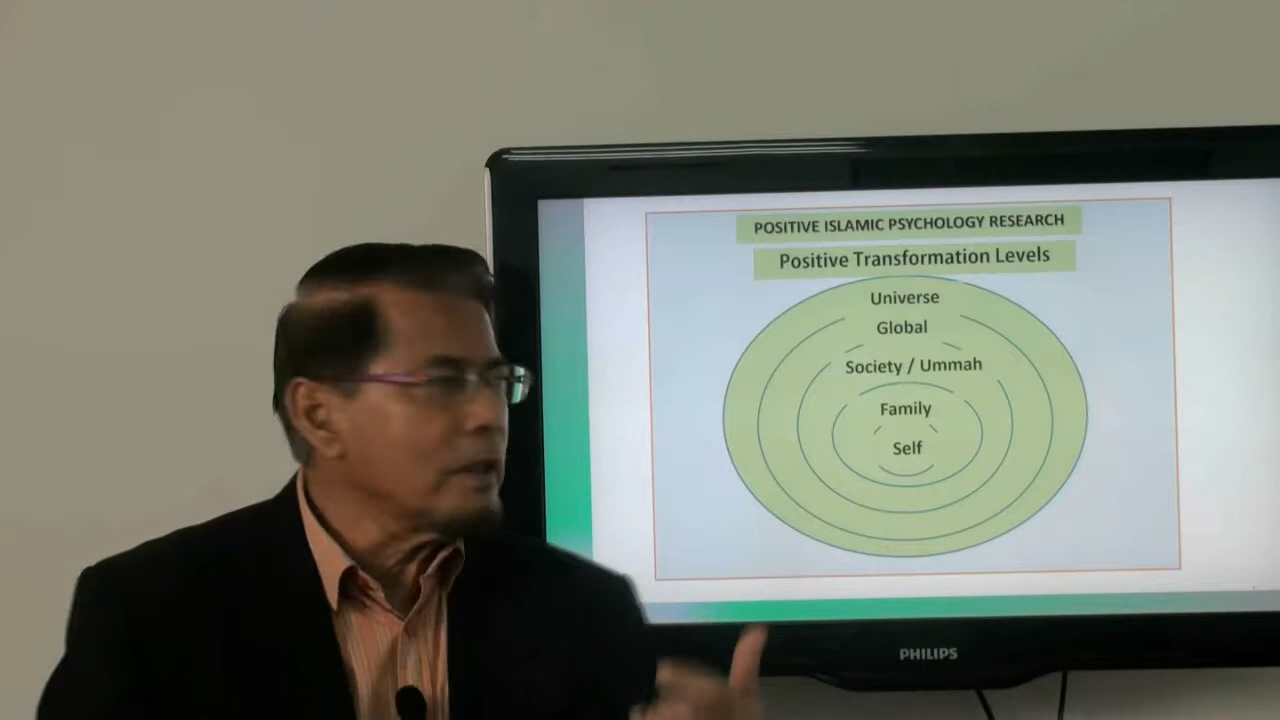 POSITIVE ISLAMIC PSYCHOLOGY RESEARCH
Positive Transformation Levels
Universe
Global
Society / Ummah
Family
Self
PHILIPS